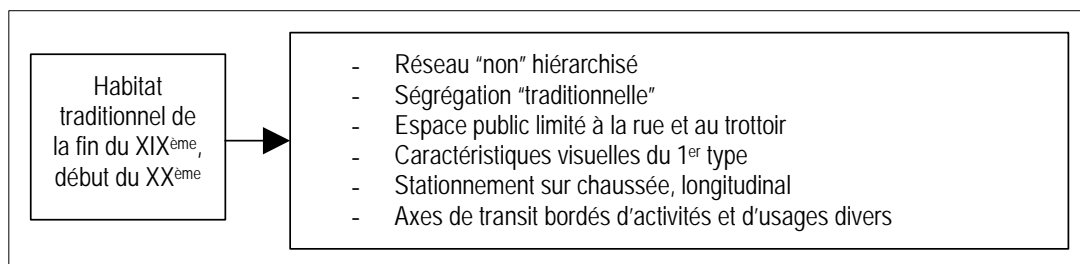 Habitat
traditionnel de
la fin du XIXème,
début du XXème
- Réseau “non” hiérarchisé
- Ségrégation “traditionnelle”
- Espace public limité à la rue et au trottoir
- Caractéristiques visuelles du 1er type
- Stationnement sur chaussée, longitudinal
- Axes de transit bordés d’activités et d’usages divers